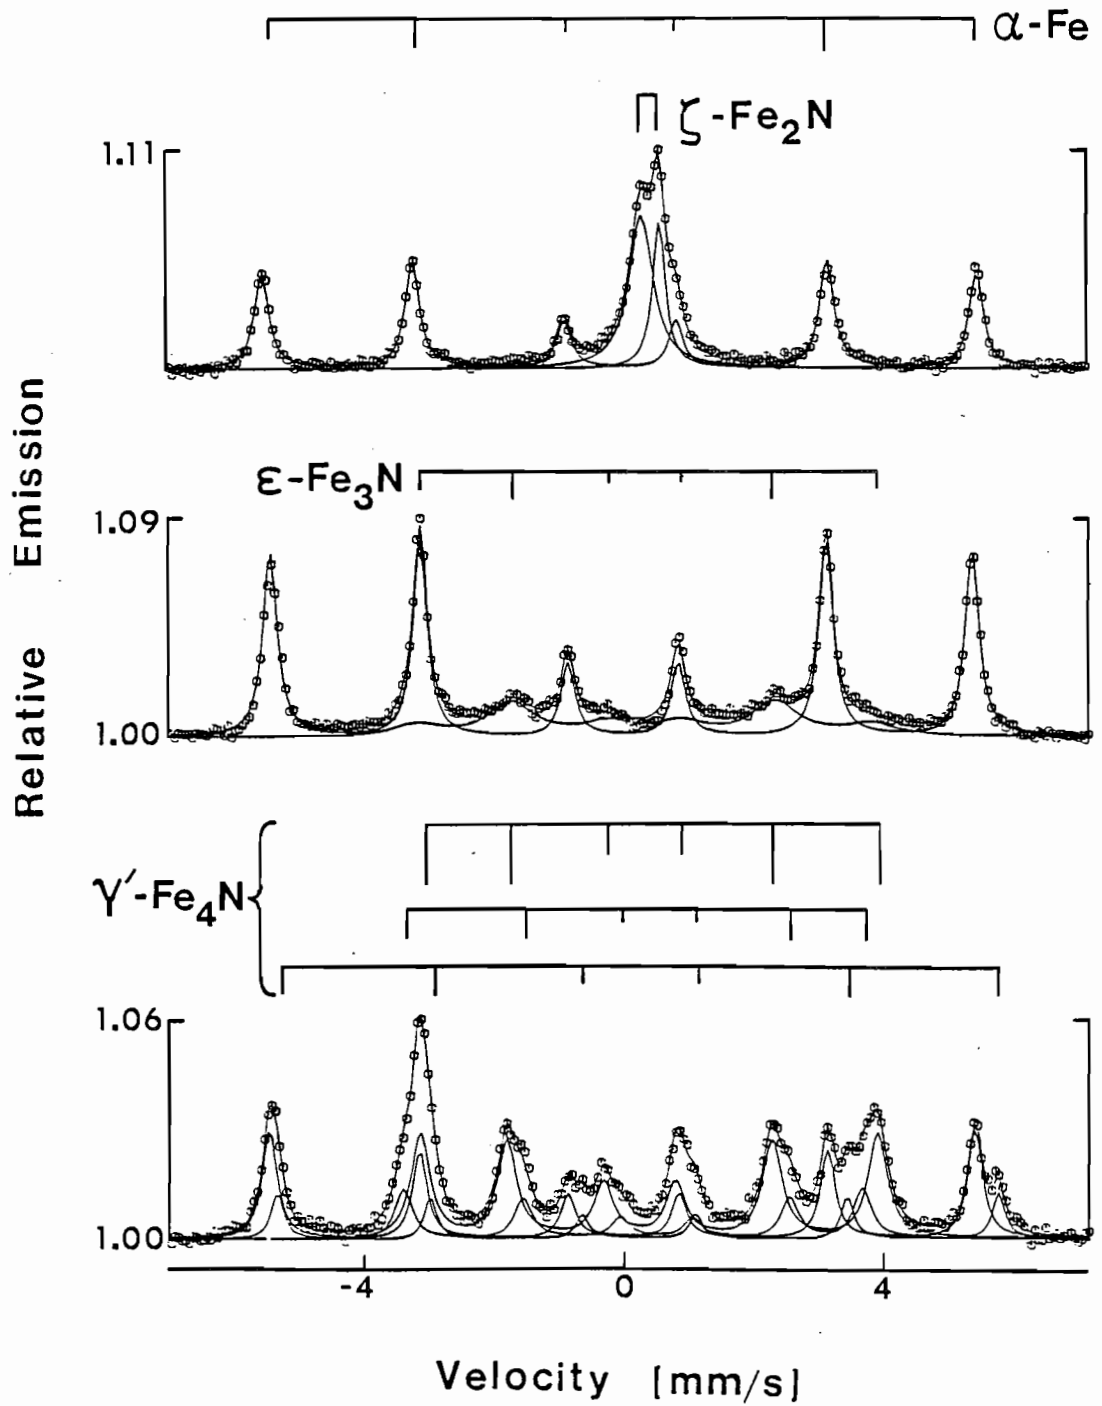 α-Fe
ζ-Fe₂N
1.11
ε-Fe₃N
1.09
1.00
γ′-Fe₄N
1.06
1.00
-4 0 4
Velocity [mm/s]
Relative Emission